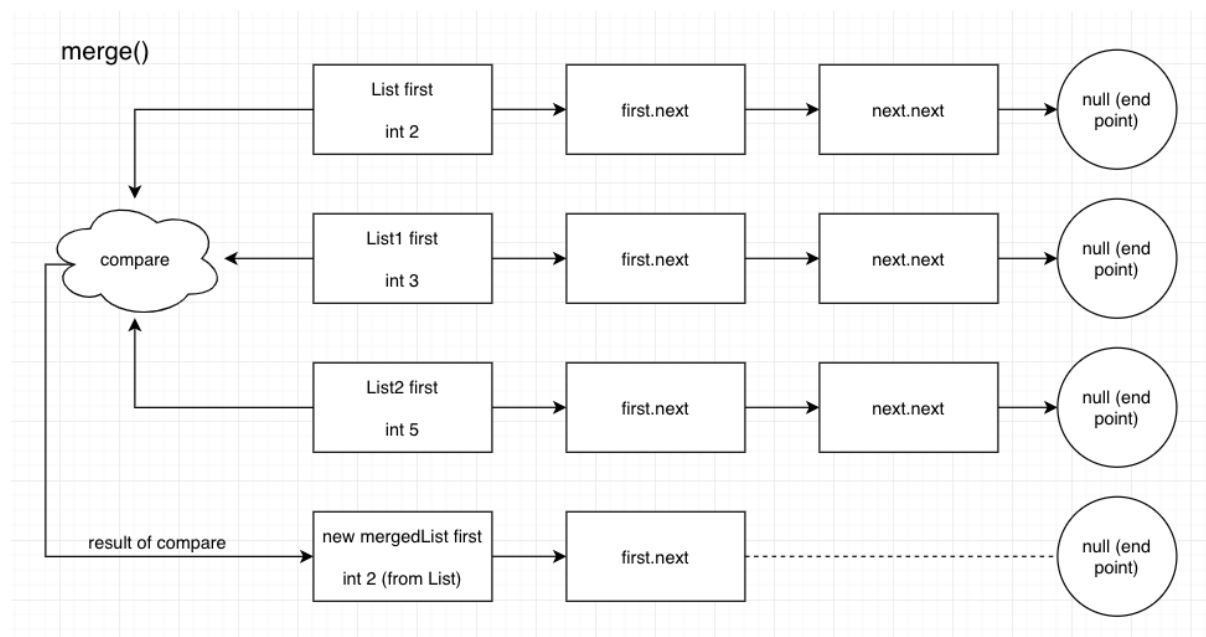 merge()
List first
int 2
first.next
next.next
null (end
point)
compare
List1 first
int 3
first.next
next.next
null (end
point)
List2 first
int 5
first.next
next.next
null (end
point)
result of compare
new mergedList first
int 2 (from List)
first.next
null (end
point)